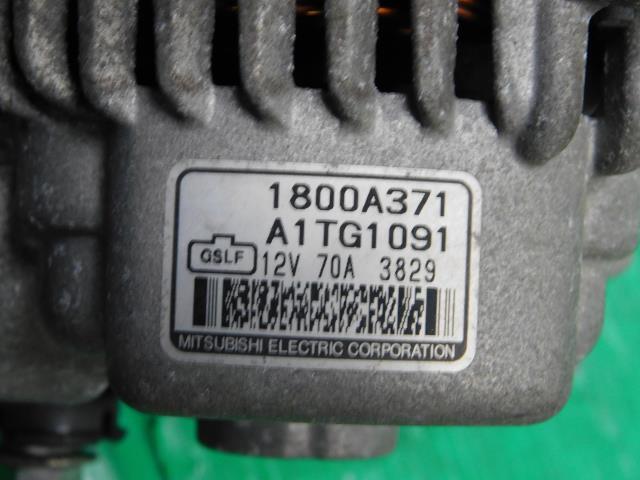 1800A371
A1TG1091
GSLF 12V 70A 3829
MITSUBISHI ELECTRIC CORPORATION